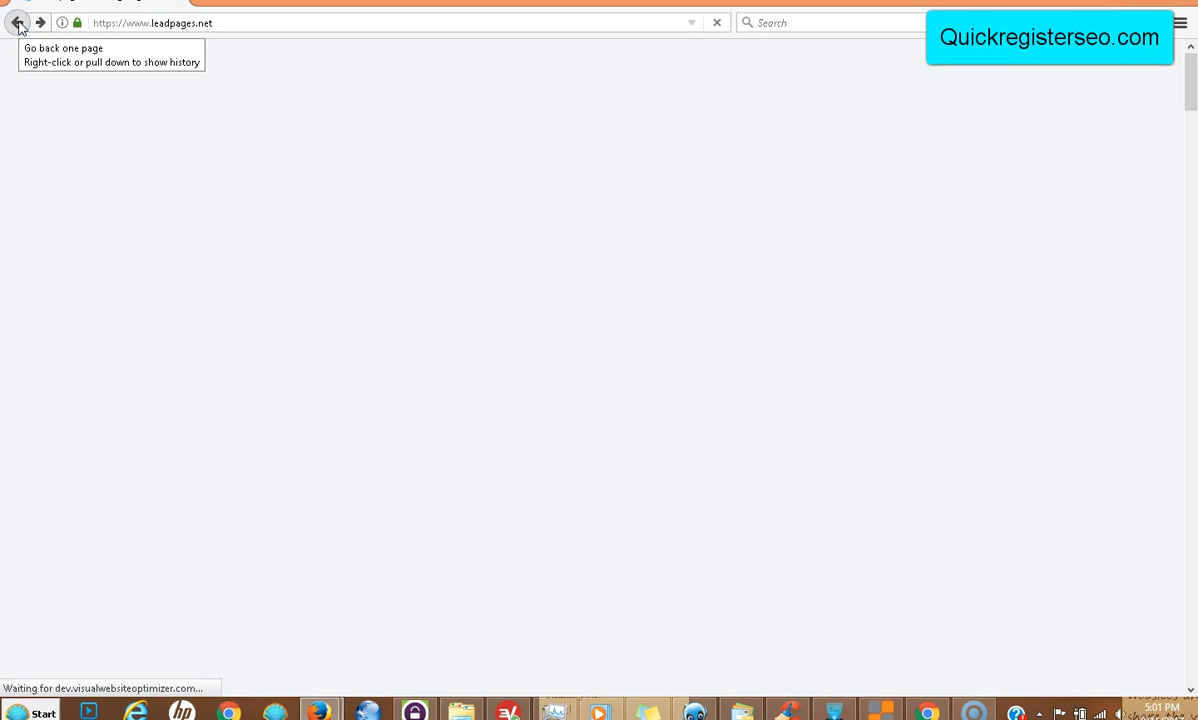 https://www.leadpages.net
Search
Quickregisterseo.com
Go back one page
Right-click or pull down to show history
Waiting for dev.visualwebsiteoptimizer.com...
Start
5:01 PM